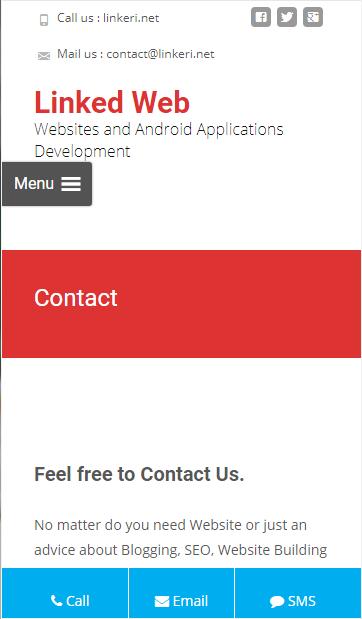 Call us : linkeri.net
Mail us : contact@linkeri.net
Linked Web
Websites and Android Applications
Development
Menu
Contact
Feel free to Contact Us.
No matter do you need Website or just an
advice about Blogging, SEO, Website Building
Call Email SMS